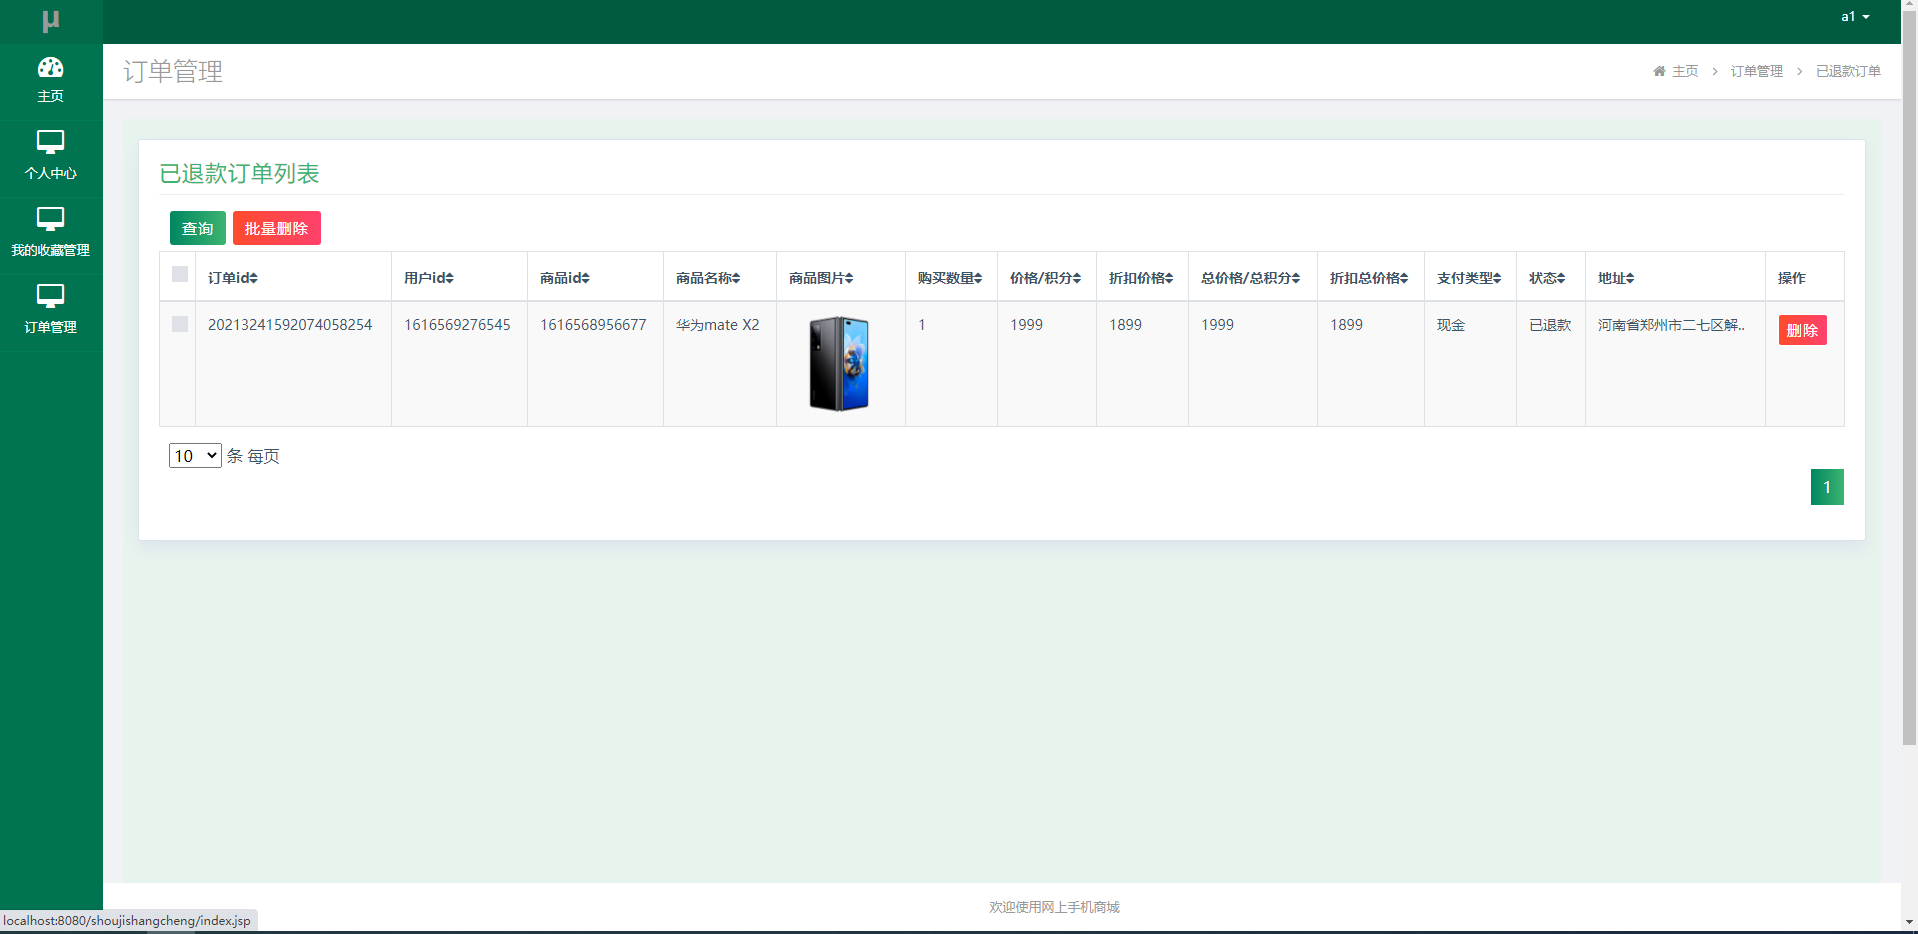 μ
a1
主页
个人中心
我的收藏管理
订单管理
订单管理
主页 订单管理 已退款订单
已退款订单列表
查询 批量删除
订单id 用户id 商品id 商品名称 商品图片 购买数量 价格/积分 折扣价格 总价格/总积分 折扣总价格 支付类型 状态 地址 操作
20213241592074058254 1616569276545 1616568956677 华为mate X2 1 1999 1899 1999 1899 现金 已退款 河南省郑州市二七区解.. 删除
10 条 每页
1
欢迎使用网上手机商城
localhost:8080/shoujishangcheng/index.jsp